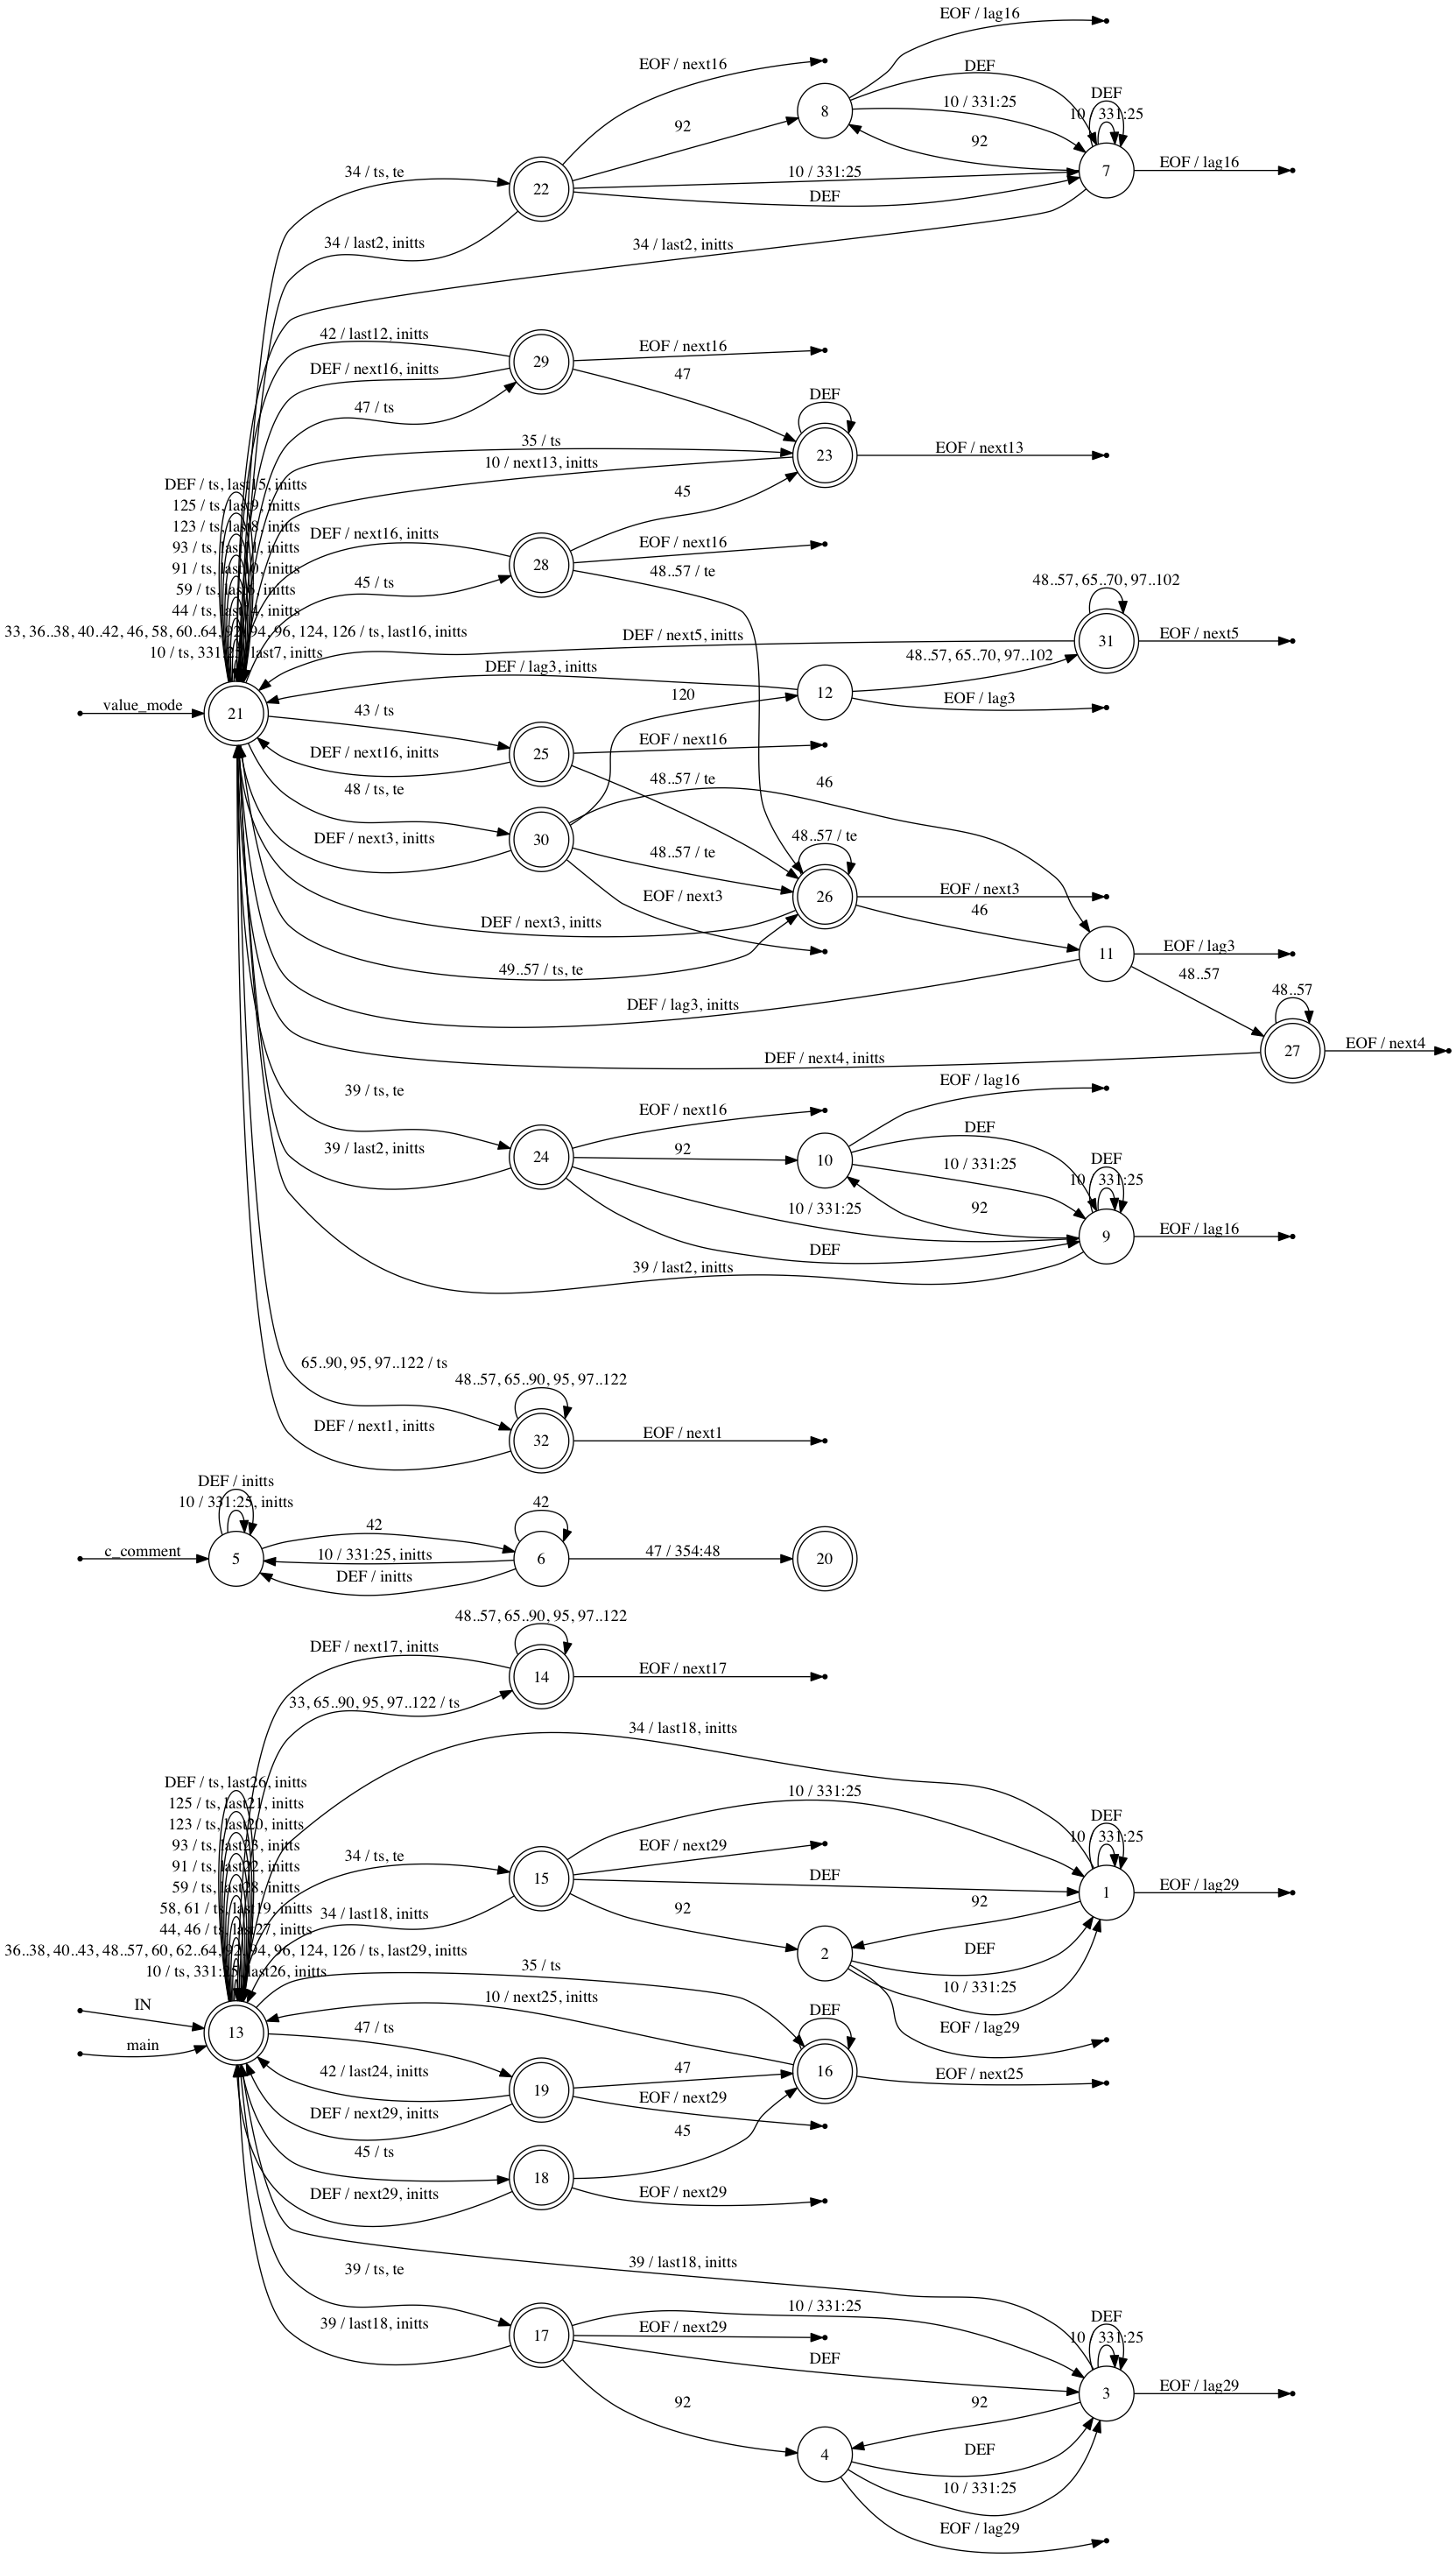 EOF / lag16
EOF / next16
DEF
8
10 / 331:25
DEF
10 / 331:25
92
92
7
EOF / lag16
34 / ts, te
22
10 / 331:25
DEF
34 / last2, initts
34 / last2, initts
42 / last12, initts
29
EOF / next16
DEF / next16, initts
47
47 / ts
DEF
35 / ts
23
EOF / next13
10 / next13, initts
DEF / ts, last15, initts
125 / ts, last9, initts
45
123 / ts, last8, initts
DEF / next16, initts
93 / ts, last11, initts
EOF / next16
28
91 / ts, last10, initts
48..57 / te
45 / ts
48..57, 65..70, 97..102
59 / ts, last6, initts
44 / ts, last14, initts
33, 36..38, 40..42, 46, 58, 60..64, 92, 94, 96, 124, 126 / ts, last16, initts
DEF / next5, initts
31
EOF / next5
10 / ts, 331:25, last7, initts
48..57, 65..70, 97..102
DEF / lag3, initts
120
12
EOF / lag3
value_mode
21
43 / ts
EOF / next16
DEF / next16, initts
25
48..57 / te
46
48 / ts, te
DEF / next3, initts
30
48..57 / te
48..57 / te
EOF / next3
26
EOF / next3
46
DEF / next3, initts
11
EOF / lag3
49..57 / ts, te
48..57
48..57
DEF / lag3, initts
DEF / next4, initts
27
EOF / next4
39 / ts, te
EOF / lag16
EOF / next16
DEF
39 / last2, initts
24
92
10
10 / 331:25
DEF
10 / 331:25
10 / 331:25
92
9
EOF / lag16
DEF
39 / last2, initts
65..90, 95, 97..122 / ts
48..57, 65..90, 95, 97..122
DEF / next1, initts
32
EOF / next1
DEF / initts
10 / 331:25, initts
42
42
c_comment
5
10 / 331:25, initts
6
47 / 354:48
20
DEF / initts
48..57, 65..90, 95, 97..122
DEF / next17, initts
14
EOF / next17
33, 65..90, 95, 97..122 / ts
34 / last18, initts
DEF / ts, last26, initts
10 / 331:25
125 / ts, last21, initts
DEF
123 / ts, last20, initts
10 / 331:25
93 / ts, last23, initts
34 / ts, te
EOF / next29
91 / ts, last22, initts
15
DEF
1
EOF / lag29
59 / ts, last28, initts
92
58, 61 / ts, last19, initts
34 / last18, initts
92
44, 46 / ts, last27, initts
36..38, 40..43, 48..57, 60, 62..64, 92, 94, 96, 124, 126 / ts, last29, initts
2
DEF
10 / ts, 331:25, last26, initts
35 / ts
10 / 331:25
IN
10 / next25, initts
DEF
EOF / lag29
13
47 / ts
main
42 / last24, initts
19
47
16
EOF / next25
DEF / next29, initts
EOF / next29
45 / ts
45
18
DEF / next29, initts
EOF / next29
39 / ts, te
39 / last18, initts
10 / 331:25
DEF
39 / last18, initts
17
EOF / next29
10 / 331:25
DEF
3
EOF / lag29
92
92
4
DEF
10 / 331:25
EOF / lag29